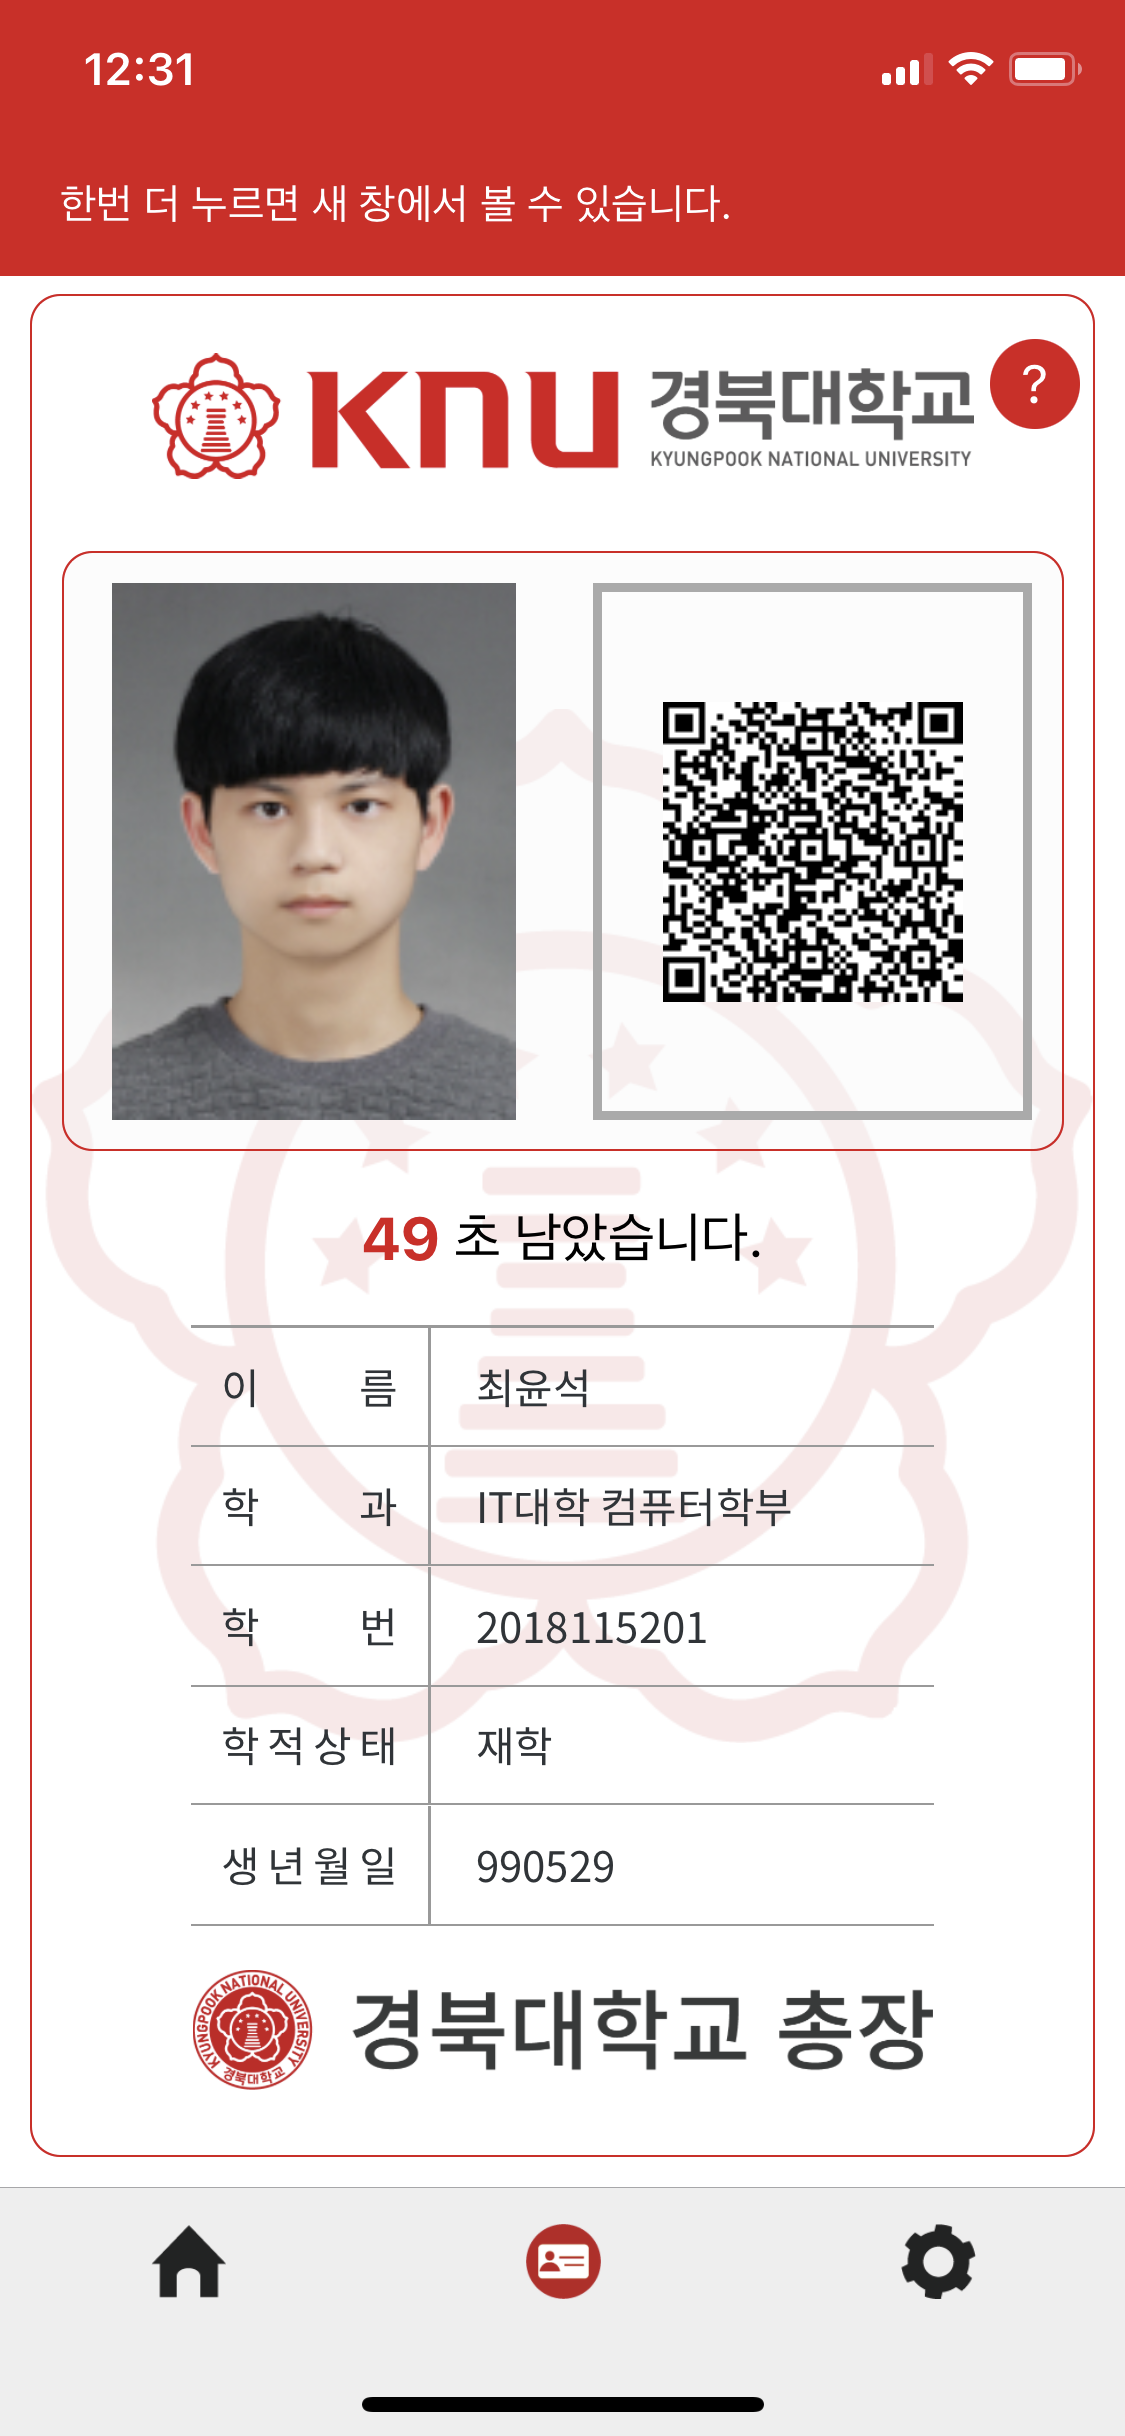 12:31
한번 더 누르면 새 창에서 볼 수 있습니다.
KNU 경북대학교
KYUNGPOOK NATIONAL UNIVERSITY
?
49 초 남았습니다.
이 름 최윤석
학 과 IT대학 컴퓨터학부
학 번 2018115201
학적상태 재학
생년월일 990529
KYUNGPOOK NATIONAL UNIVERSITY 경북대학교
경북대학교 총장